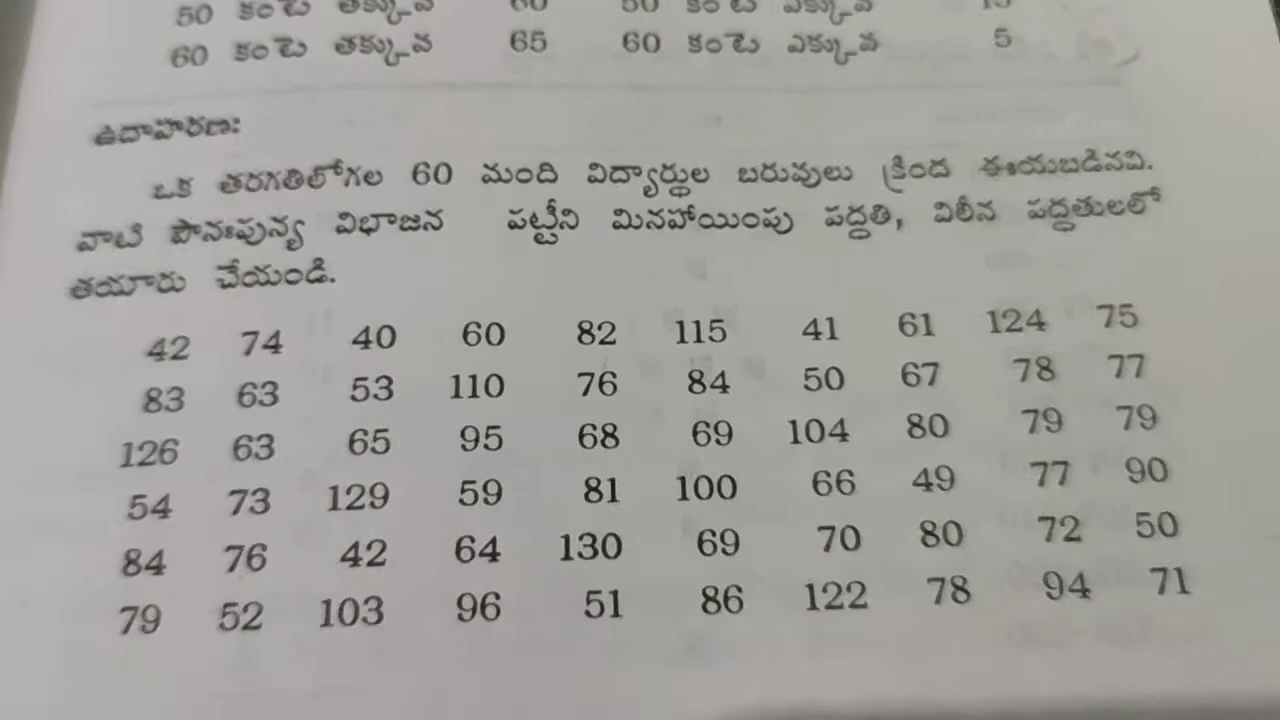 50 కంటె తక్కువ 60 50 కంటె ఎక్కువ 15
60 కంటె తక్కువ 65 60 కంటె ఎక్కువ 5
ఉదాహరణః
ఒక తరగతిలోగల 60 మంది విద్యార్థుల బరువులు క్రింద ఈయబడినవి.
వాటి పౌనఃపున్య విభాజన పట్టీని మినహాయింపు పద్ధతి, విలీన పద్ధతులలో
తయారు చేయండి.
42 74 40 60 82 115 41 61 124 75
83 63 53 110 76 84 50 67 78 77
126 63 65 95 68 69 104 80 79 79
54 73 129 59 81 100 66 49 77 90
84 76 42 64 130 69 70 80 72 50
79 52 103 96 51 86 122 78 94 71